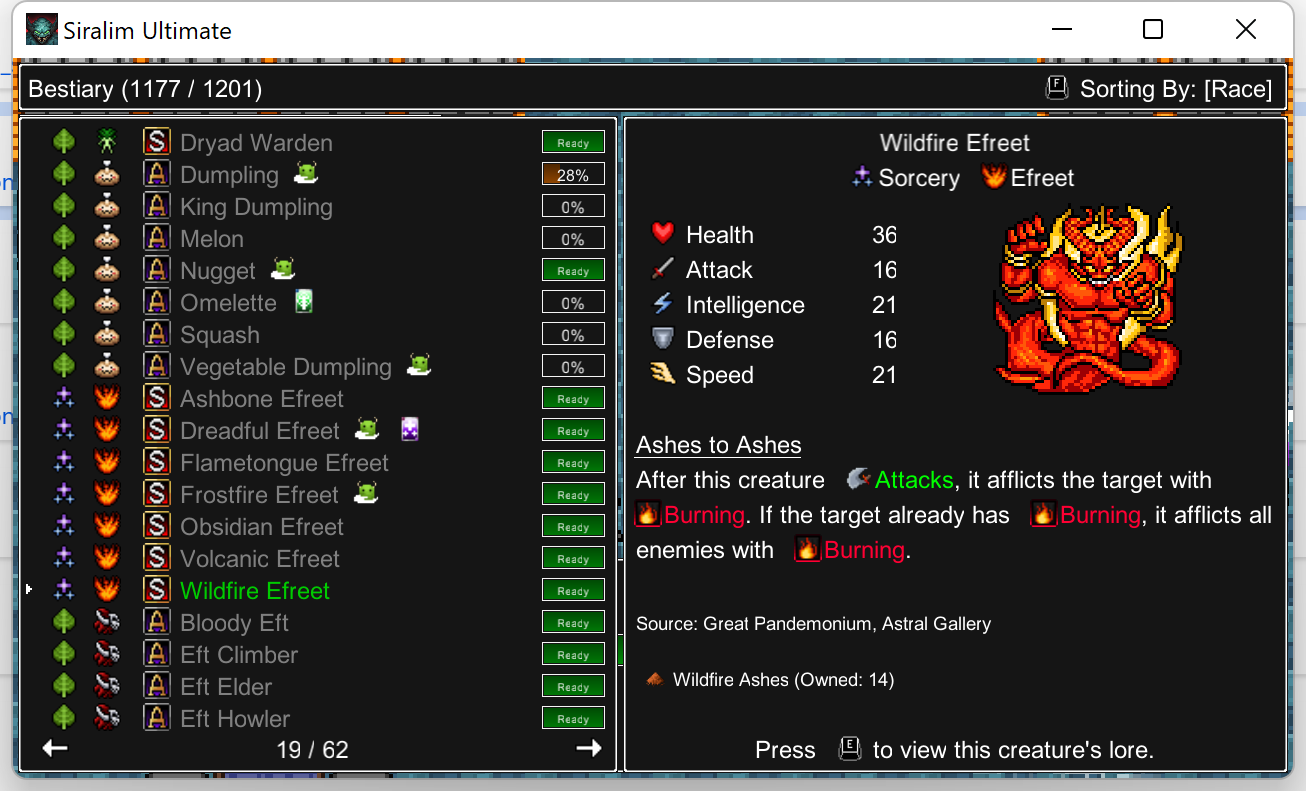 Siralim Ultimate
Bestiary (1177 / 1201)
F Sorting By: [Race]
S Dryad Warden Ready
A Dumpling 28%
A King Dumpling 0%
A Melon 0%
A Nugget Ready
A Omelette 0%
A Squash 0%
A Vegetable Dumpling 0%
S Ashbone Efreet Ready
S Dreadful Efreet Ready
S Flametongue Efreet Ready
S Frostfire Efreet Ready
S Obsidian Efreet Ready
S Volcanic Efreet Ready
S Wildfire Efreet Ready
A Bloody Eft Ready
A Eft Climber Ready
A Eft Elder Ready
A Eft Howler Ready
19 / 62
Wildfire Efreet
Sorcery Efreet
Health 36
Attack 16
Intelligence 21
Defense 16
Speed 21
Ashes to Ashes
After this creature Attacks, it afflicts the target with
Burning. If the target already has Burning, it afflicts all
enemies with Burning.
Source: Great Pandemonium, Astral Gallery
Wildfire Ashes (Owned: 14)
Press E to view this creature's lore.